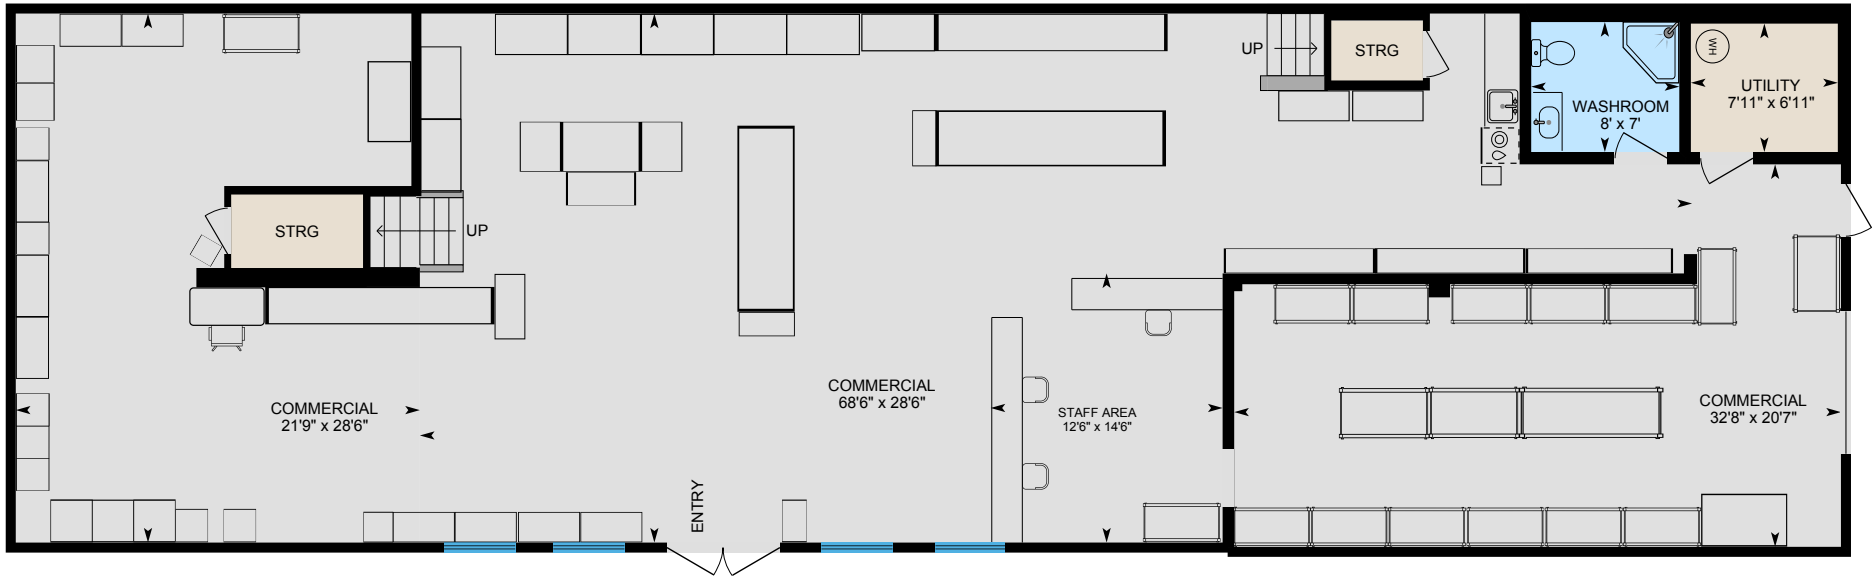 UP
STRG
WH
UTILITY
7'11" x 6'11"
WASHROOM
8' x 7'
STRG
UP
COMMERCIAL
21'9" x 28'6"
COMMERCIAL
68'6" x 28'6"
STAFF AREA
12'6" x 14'6"
COMMERCIAL
32'8" x 20'7"
ENTRY